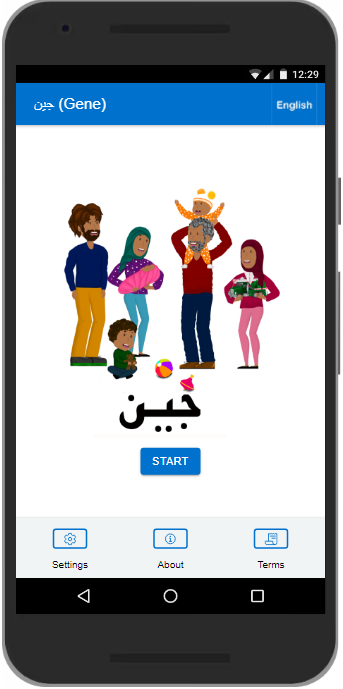 12:29
جين (Gene)
English
جين
START
Settings
About
Terms